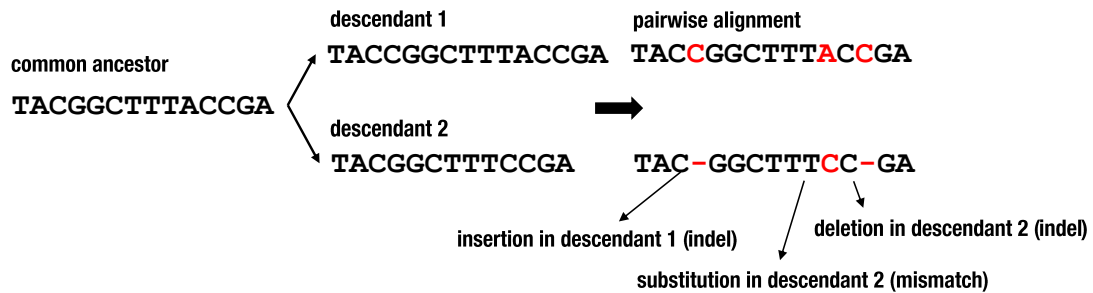 common ancestor
TACGGCTTTACCGA
descendant 1
TACCGGCTTTACCGA
descendant 2
TACGGCTTTCCGA
pairwise alignment
TACCGGCTTTACCGA
TAC-GGCTTTCC-GA
insertion in descendant 1 (indel)
deletion in descendant 2 (indel)
substitution in descendant 2 (mismatch)